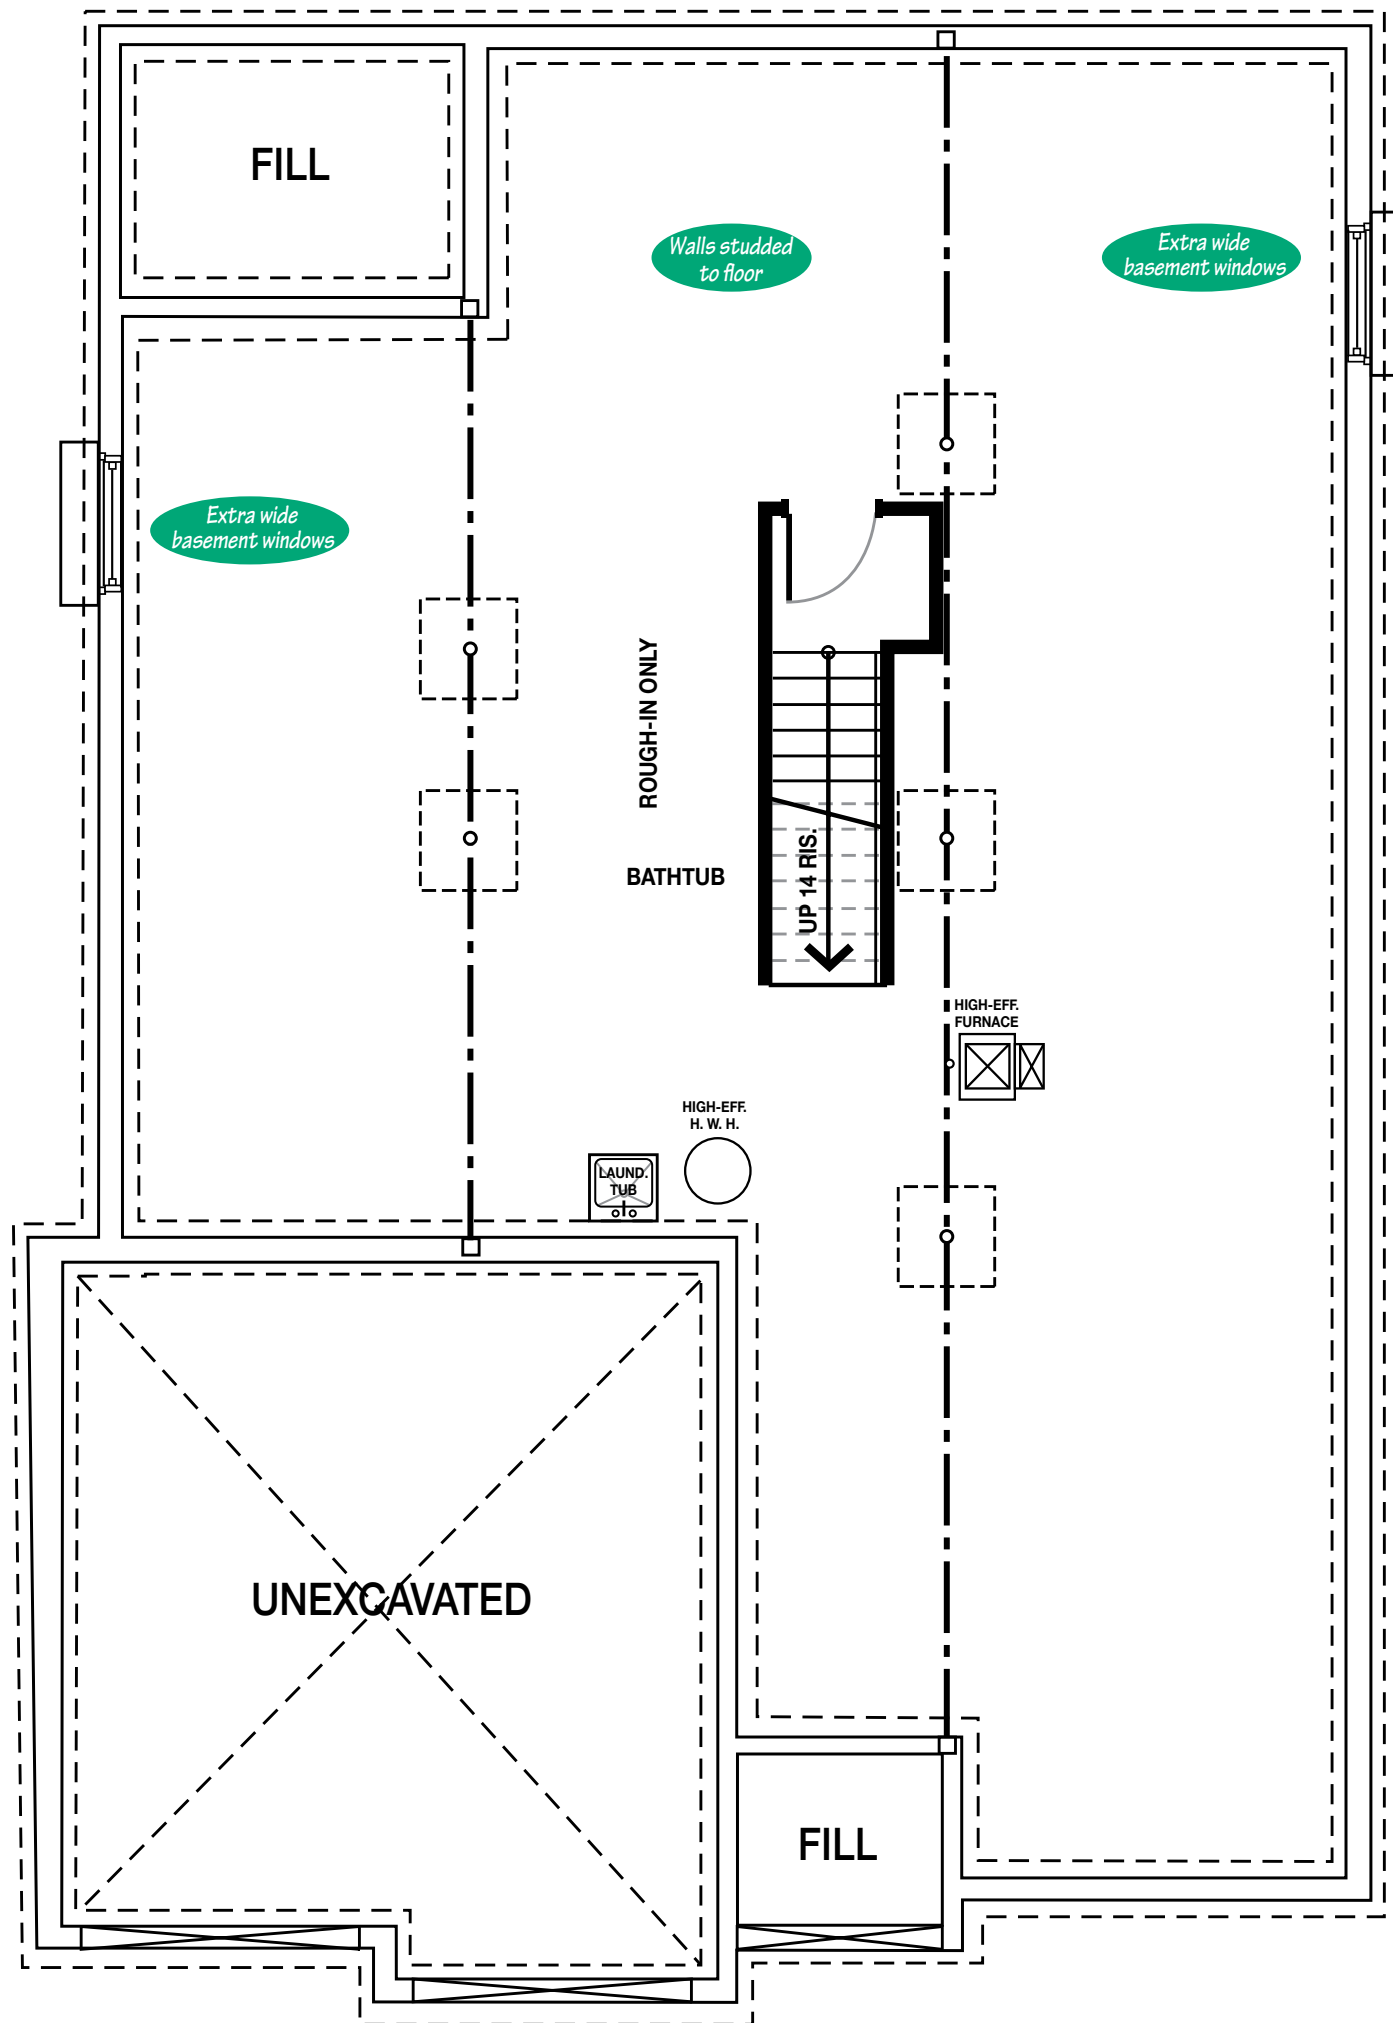 FILL
Walls studded
to floor
Extra wide
basement windows
Extra wide
basement windows
ROUGH-IN ONLY
BATHTUB
UP 14 RIS.
HIGH-EFF.
FURNACE
HIGH-EFF.
H. W. H.
LAUND.
TUB
UNEXCAVATED
FILL